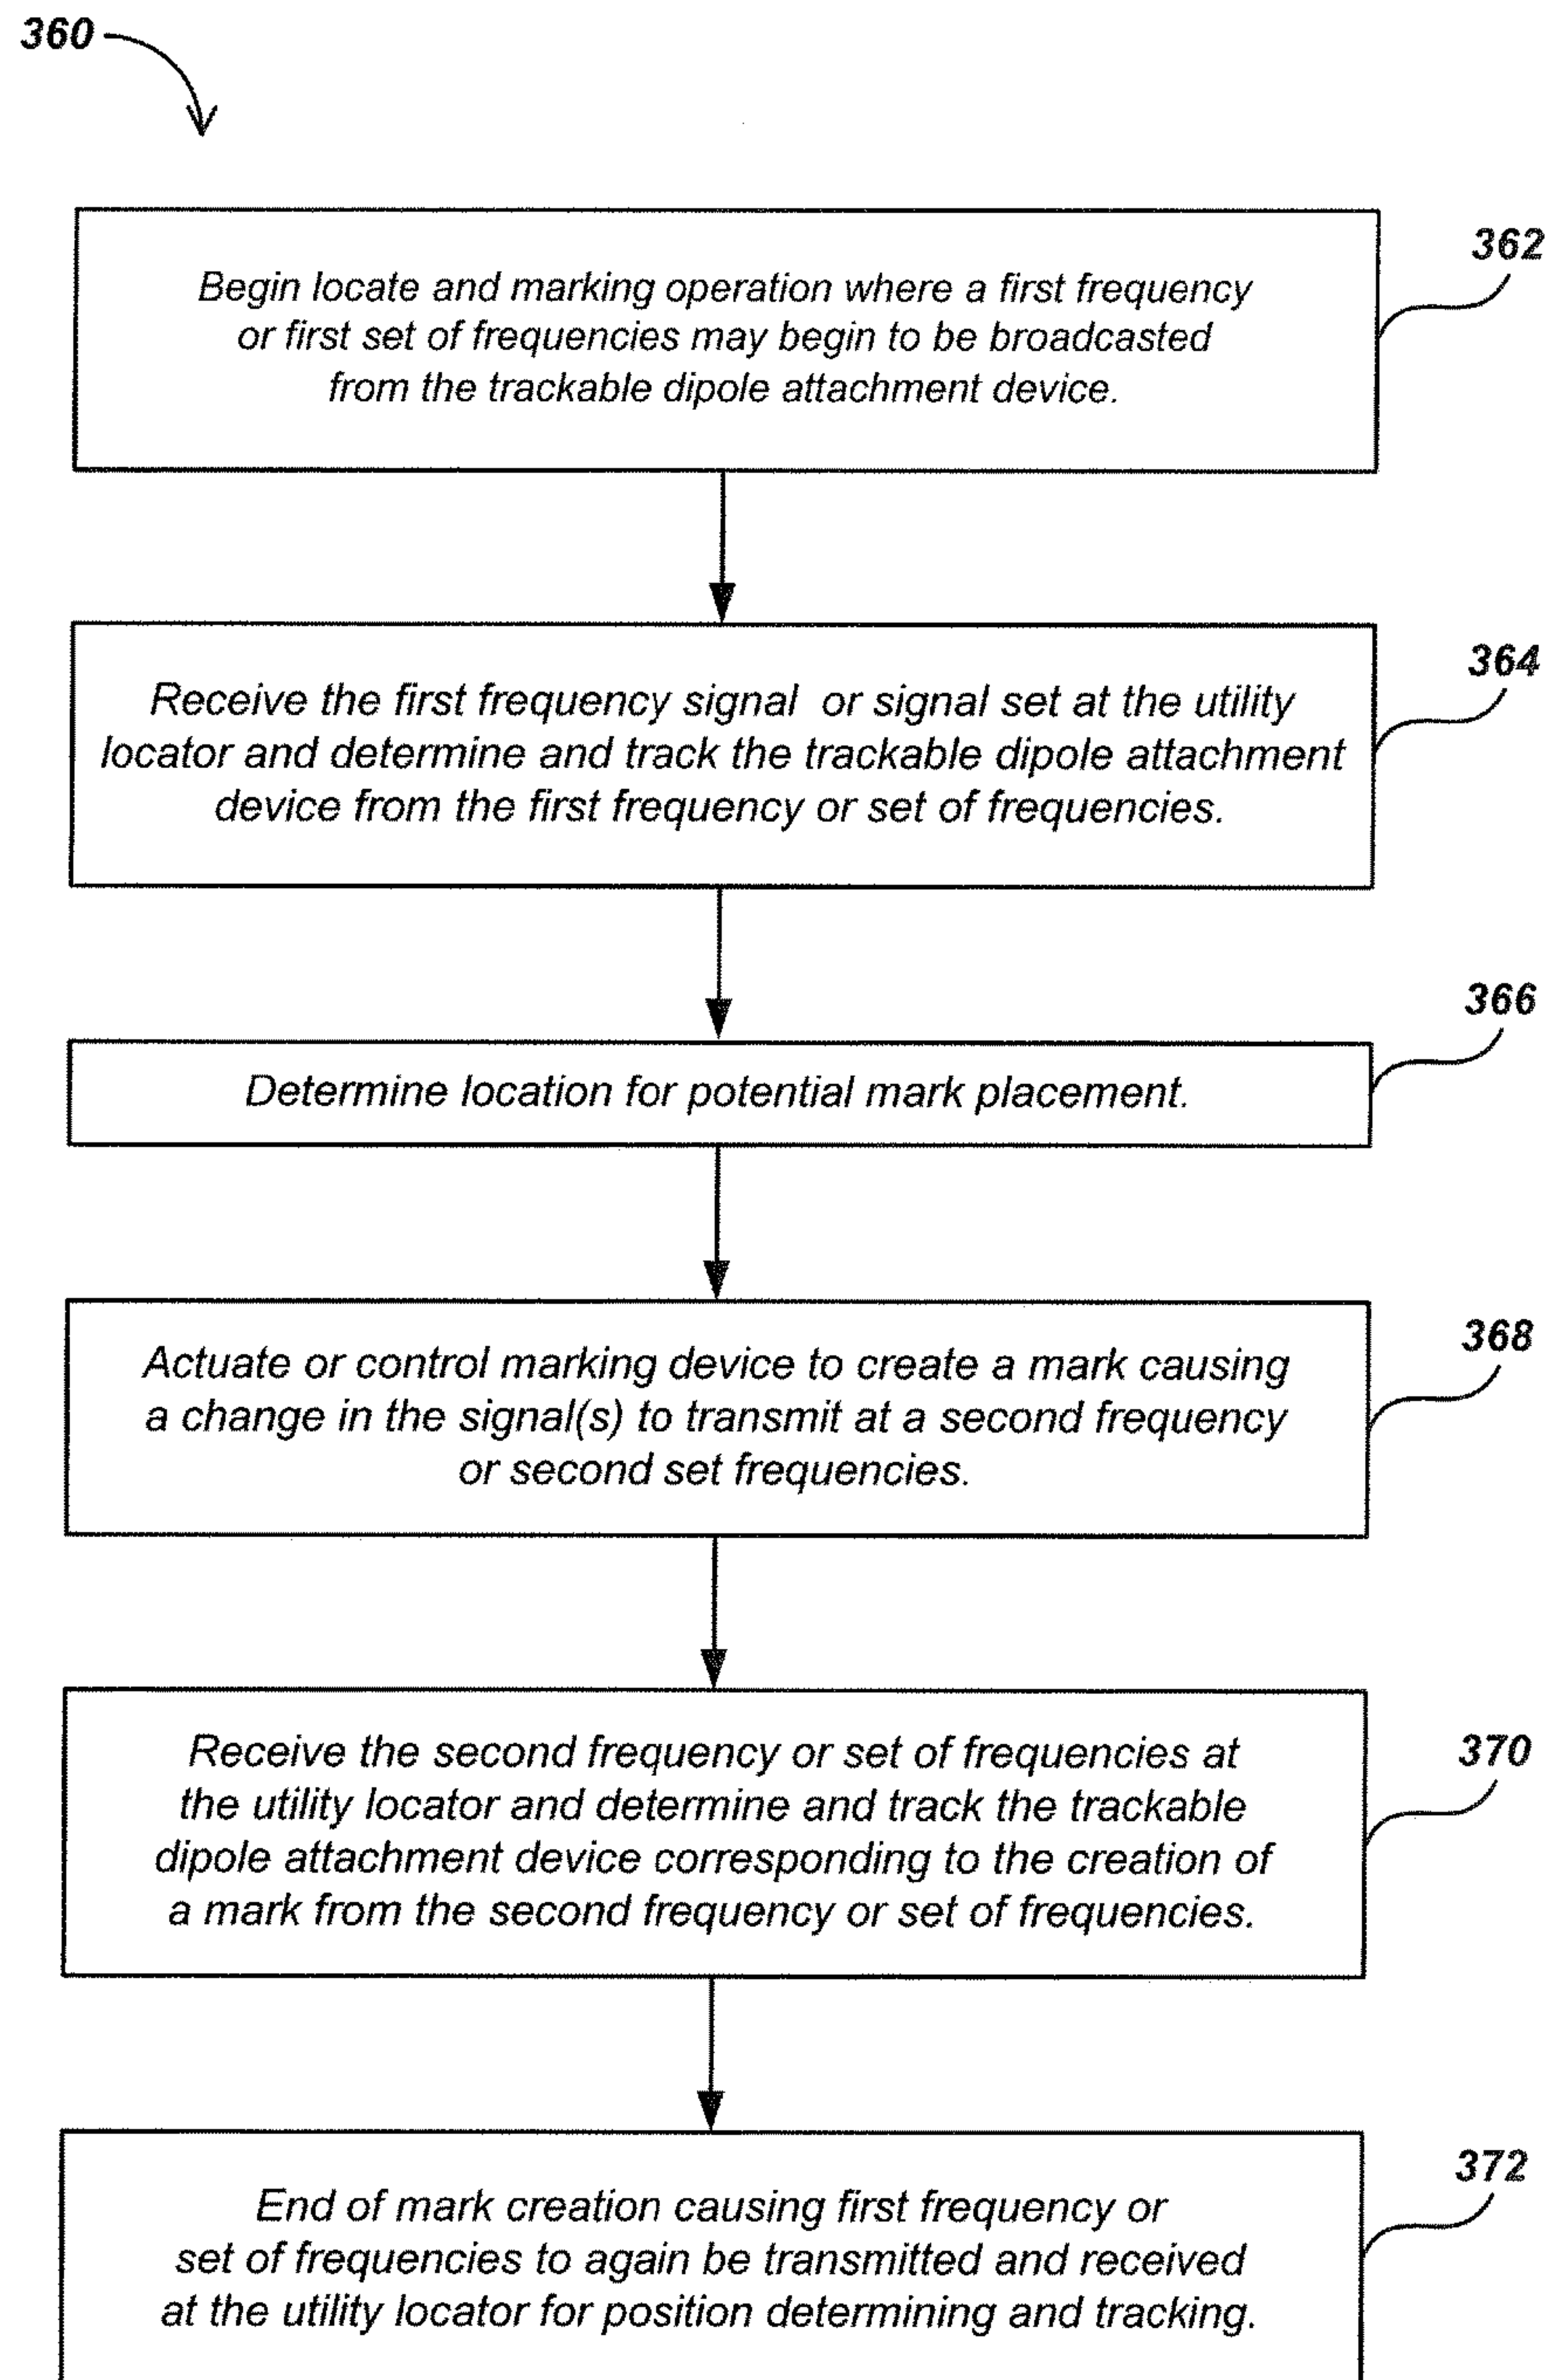 360
362
Begin locate and marking operation where a first frequency
or first set of frequencies may begin to be broadcasted
from the trackable dipole attachment device.
364
Receive the first frequency signal or signal set at the utility
locator and determine and track the trackable dipole attachment
device from the first frequency or set of frequencies.
366
Determine location for potential mark placement.
368
Actuate or control marking device to create a mark causing
a change in the signal(s) to transmit at a second frequency
or second set frequencies.
370
Receive the second frequency or set of frequencies at
the utility locator and determine and track the trackable
dipole attachment device corresponding to the creation of
a mark from the second frequency or set of frequencies.
372
End of mark creation causing first frequency or
set of frequencies to again be transmitted and received
at the utility locator for position determining and tracking.